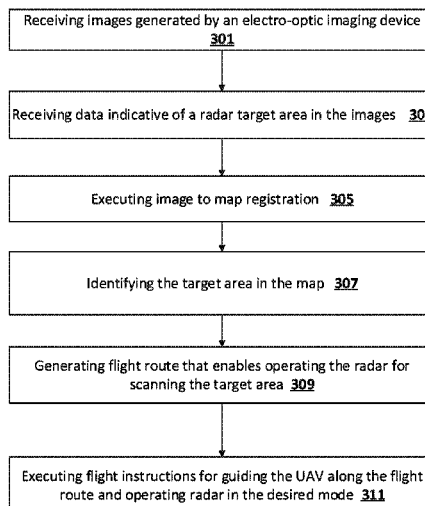 Receiving images generated by an electro-optic imaging device
301
Receiving data indicative of a radar target area in the images
Executing image to map registration 305
Identifying the target area in the map 307
Generating flight route that enables operating the radar for
scanning the target area 309
Executing flight instructions for guiding the UAV along the flight
route and operating radar in the desired mode 311